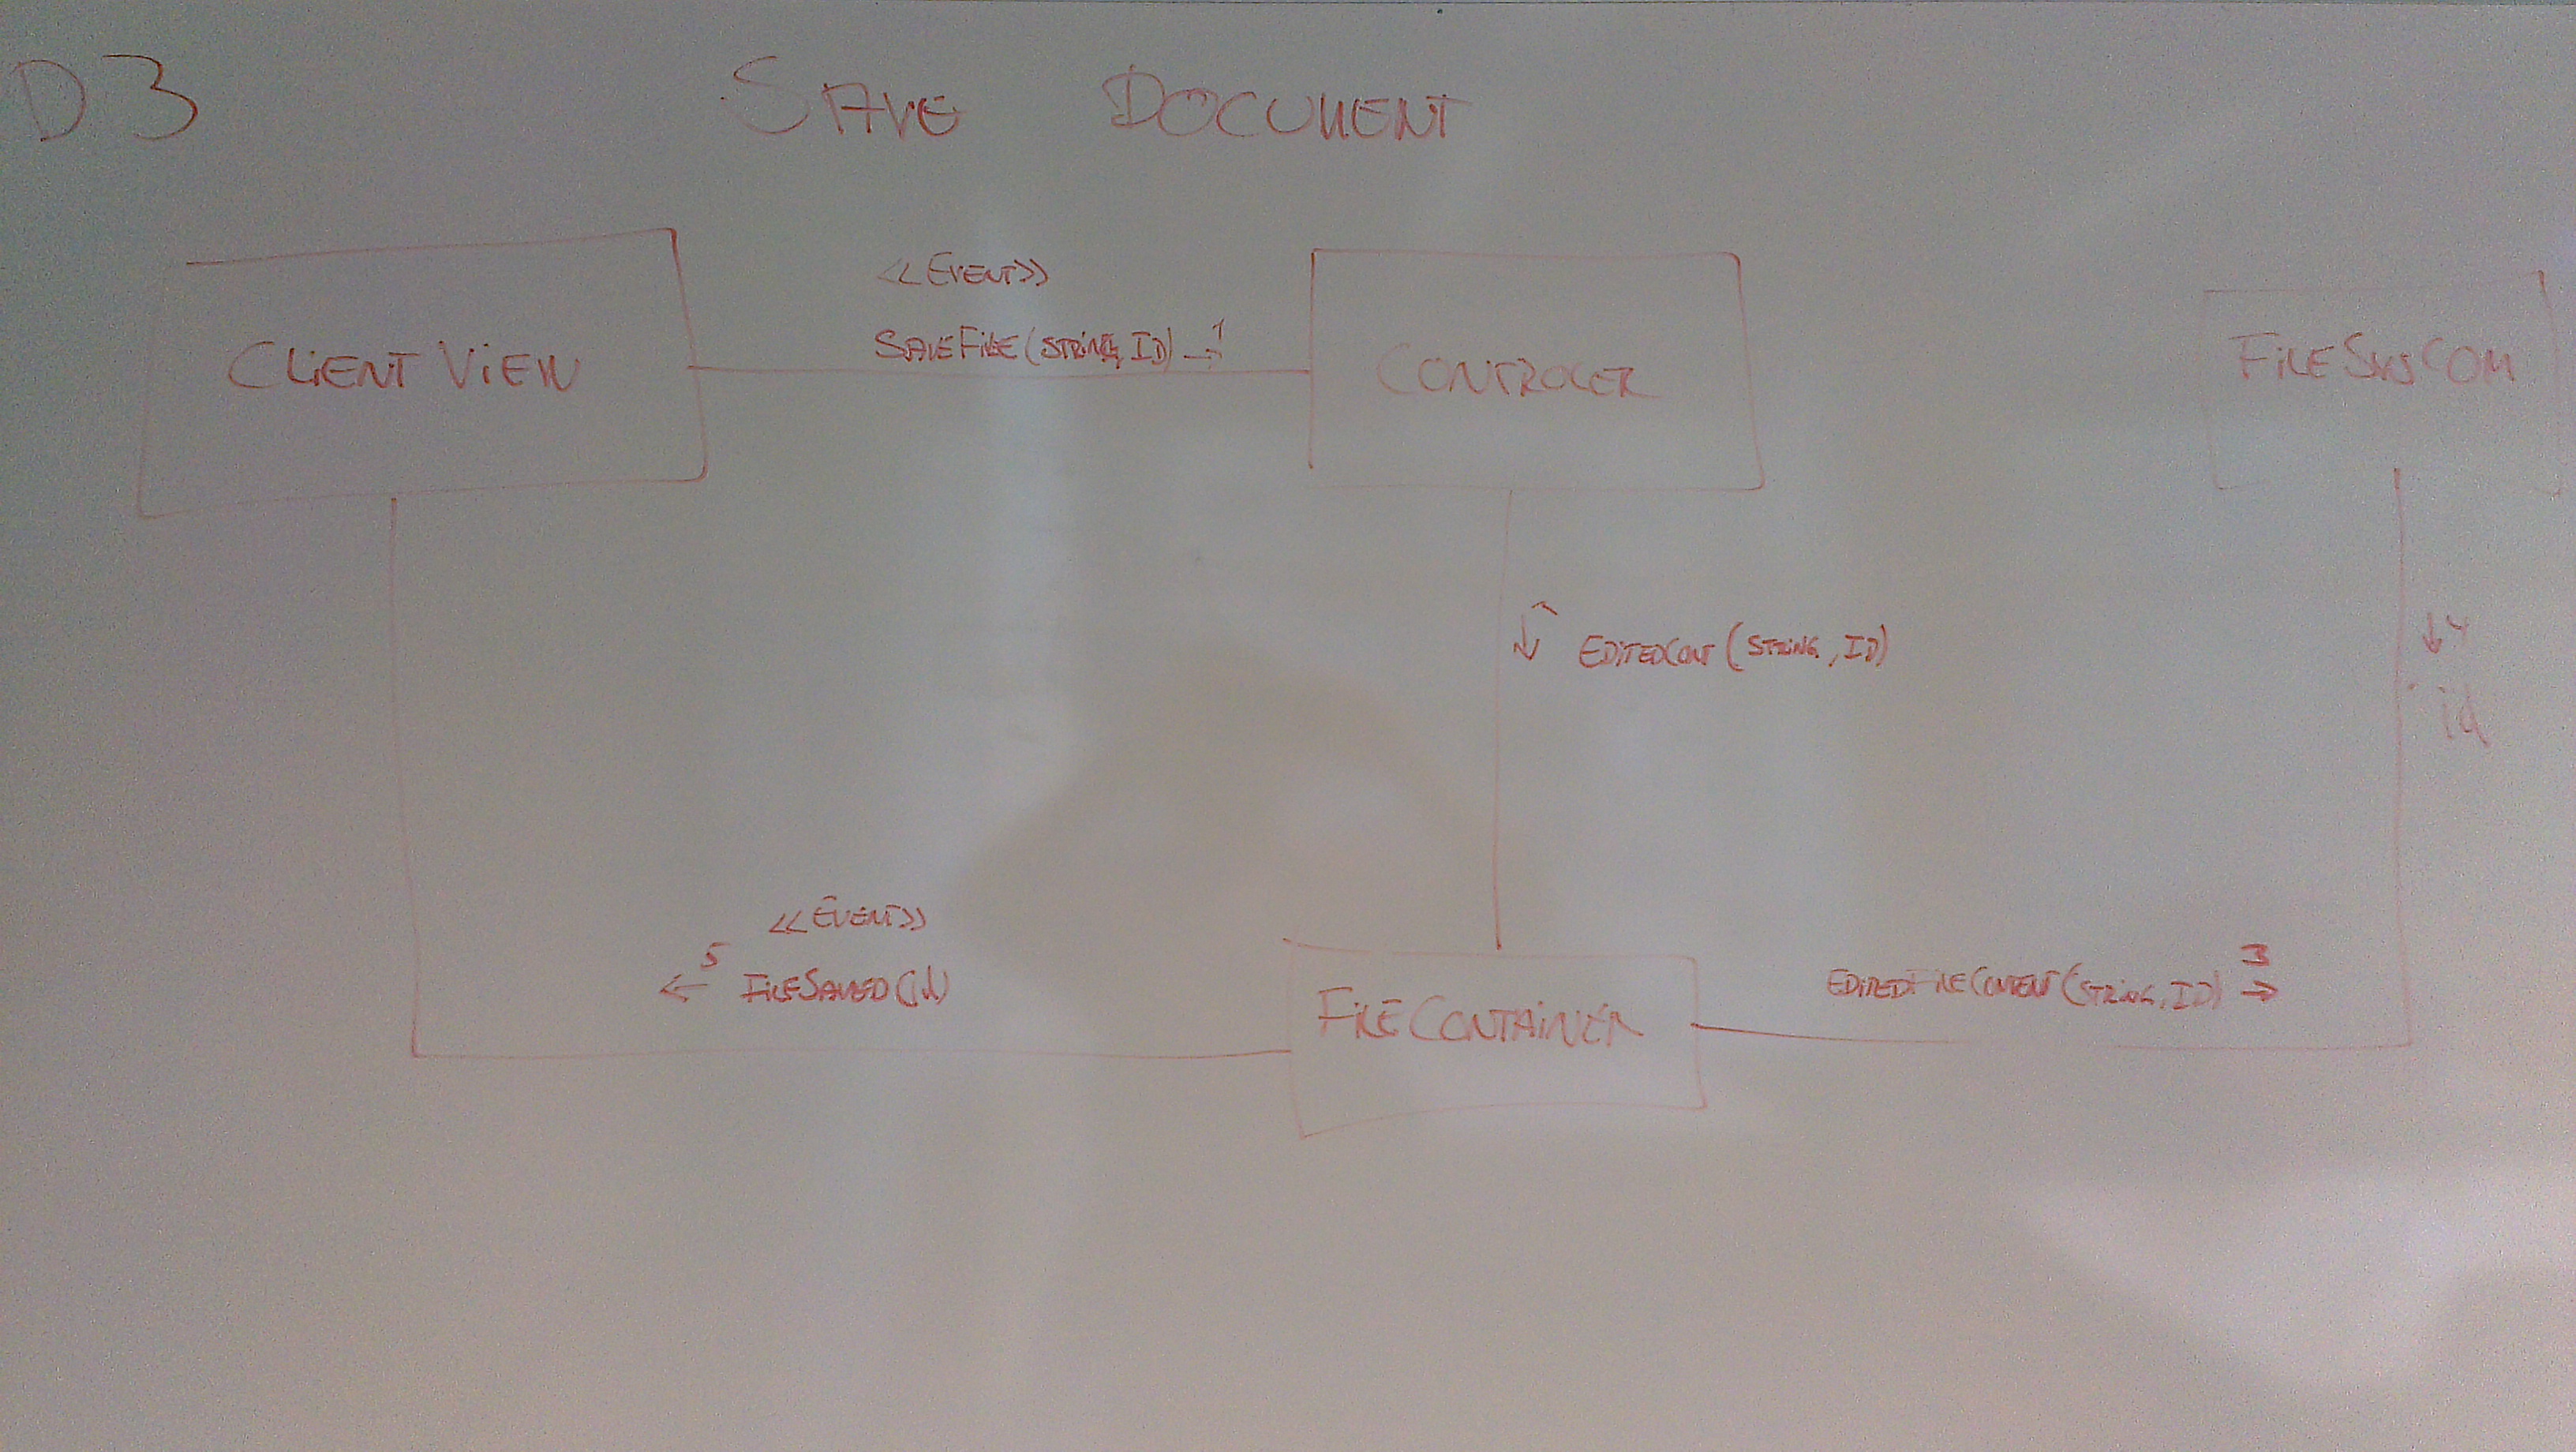 D3
SAVE DOCUMENT
<<EVENT>>
SAVEFILE(STRING, ID) → 1
CLIENT VIEW
CONTROLER
FILESYSCOM
↓ EDITEDCONT(STRING, ID)
↓ 4
id
<<EVENT>>
← 5 FILESAVED(id)
EDITEDFILECONTENT(STRING, ID) 3 →
FILECONTAINER